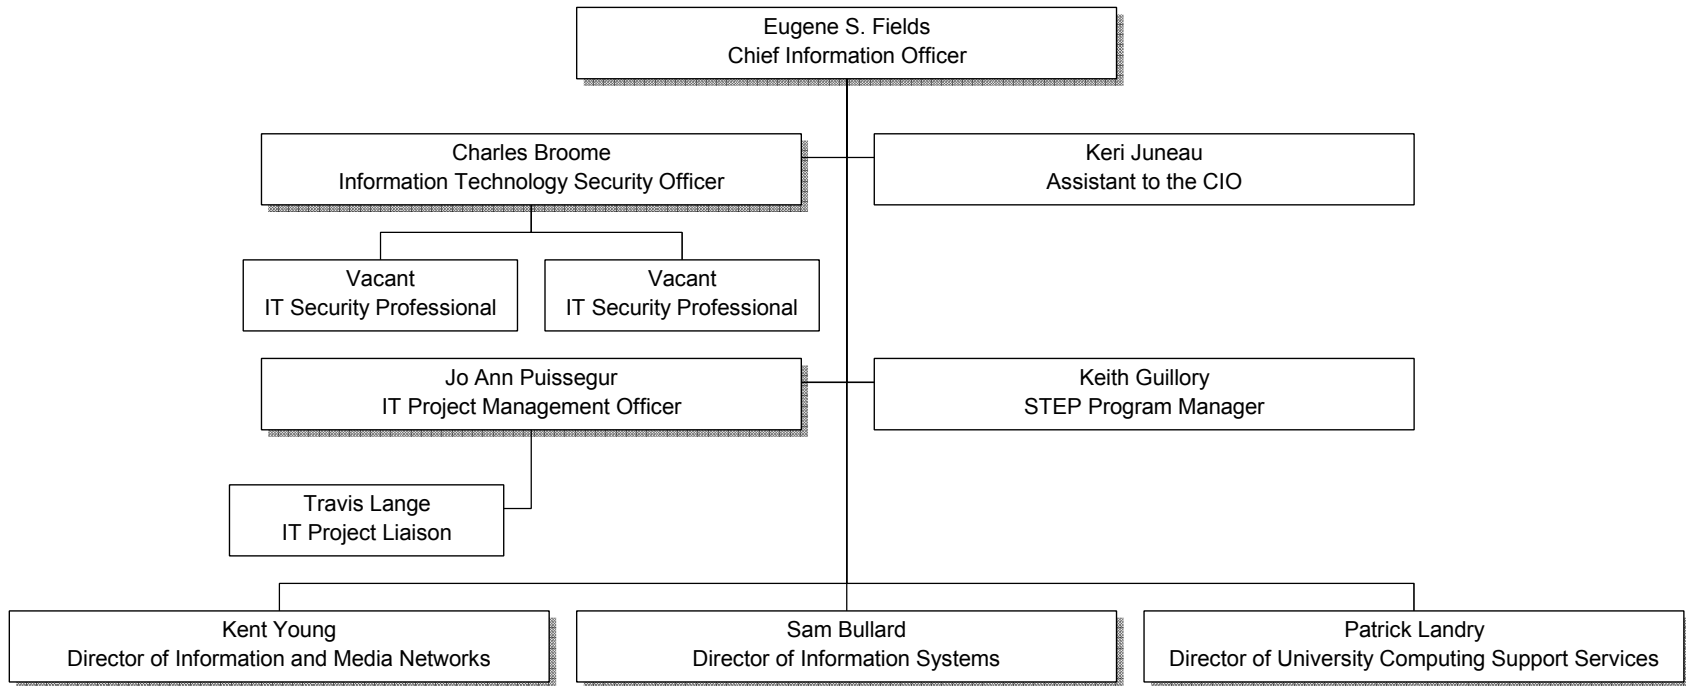 Eugene S. Fields
Chief Information Officer
Charles Broome
Information Technology Security Officer
Keri Juneau
Assistant to the CIO
Vacant
IT Security Professional
Vacant
IT Security Professional
Jo Ann Puissegur
IT Project Management Officer
Keith Guillory
STEP Program Manager
Travis Lange
IT Project Liaison
Kent Young
Director of Information and Media Networks
Sam Bullard
Director of Information Systems
Patrick Landry
Director of University Computing Support Services